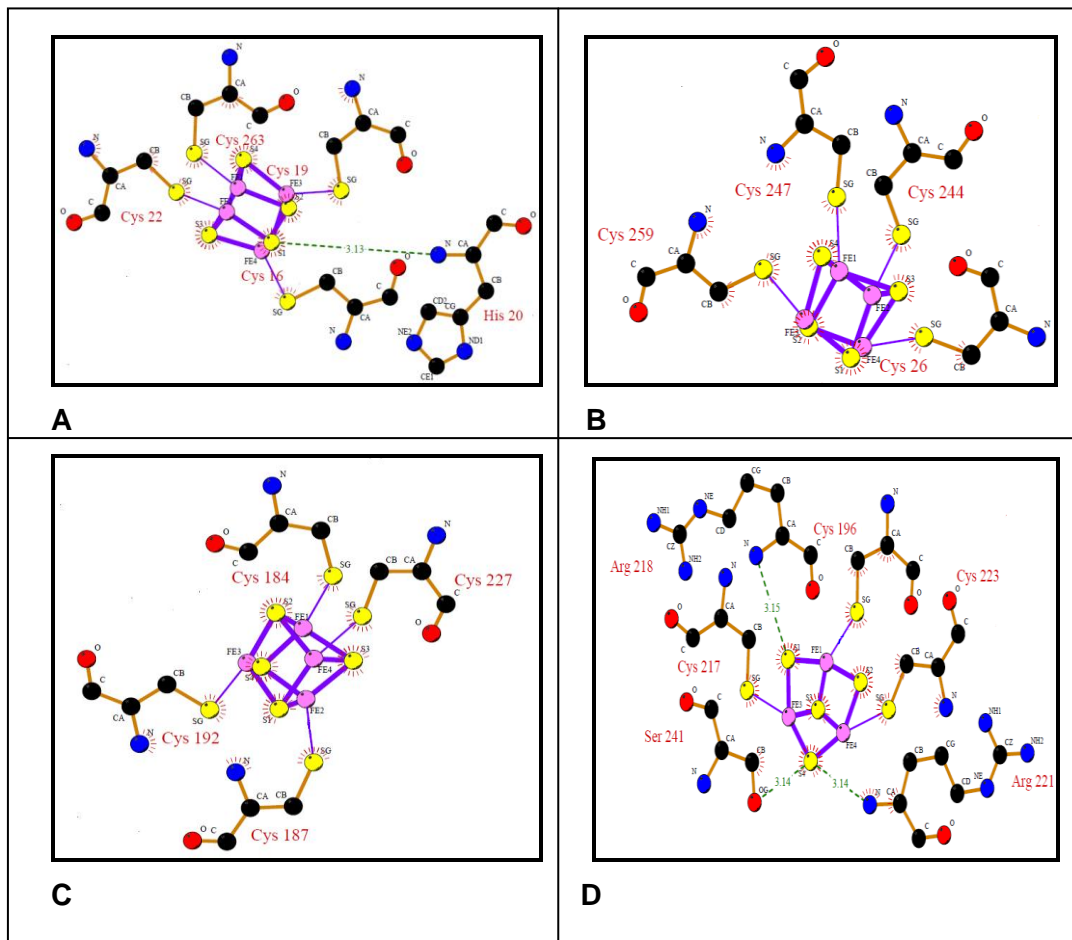 N
CA
CB
C
O
SG
Cys 263
S4
N
CA
CB
C
O
SG
Cys 19
FE3
S2
FE
N
CB
CA
SG
C
O
Cys 22
FE
S3
S1
FE4
3.13
Cys 16
SG
CB
CA
C
O
N
C
O
N
CA
CB
CD2
CG
NE2
ND1
CE1
His 20
A
O
C
CA
N
CB
SG
Cys 247
N
CA
C
O
CB
SG
Cys 244
Cys 259
N
C
CA
O
CB
SG
S4
FE1
S3
FE3
S2
FE4
S1
O
C
CA
N
SG
CB
Cys 26
B
N
CA
CB
O
C
SG
Cys 184
N
CB
CA
C
O
SG
Cys 227
S2
FE1
FE3
FE4
S3
S4
S1
FE2
O
C
CB
CA
SG
N
Cys 192
SG
N
CA
CB
C
O
Cys 187
C
CG
CB
NE
NH1
CD
CA
CZ
N
C
NH2
O
Arg 218
Cys 196
N
CB
CA
C
O
SG
Cys 223
O
C
CB
CA
SG
N
N
O
CA
C
CB
SG
Cys 217
3.15
S1
FE1
S2
S3
FE3
FE4
S4
Ser 241
O
C
CA
CB
N
OG
3.14
3.14
NH1
CG
CB
CZ
NH2
CD
NE
N
CA
C
O
Arg 221
D